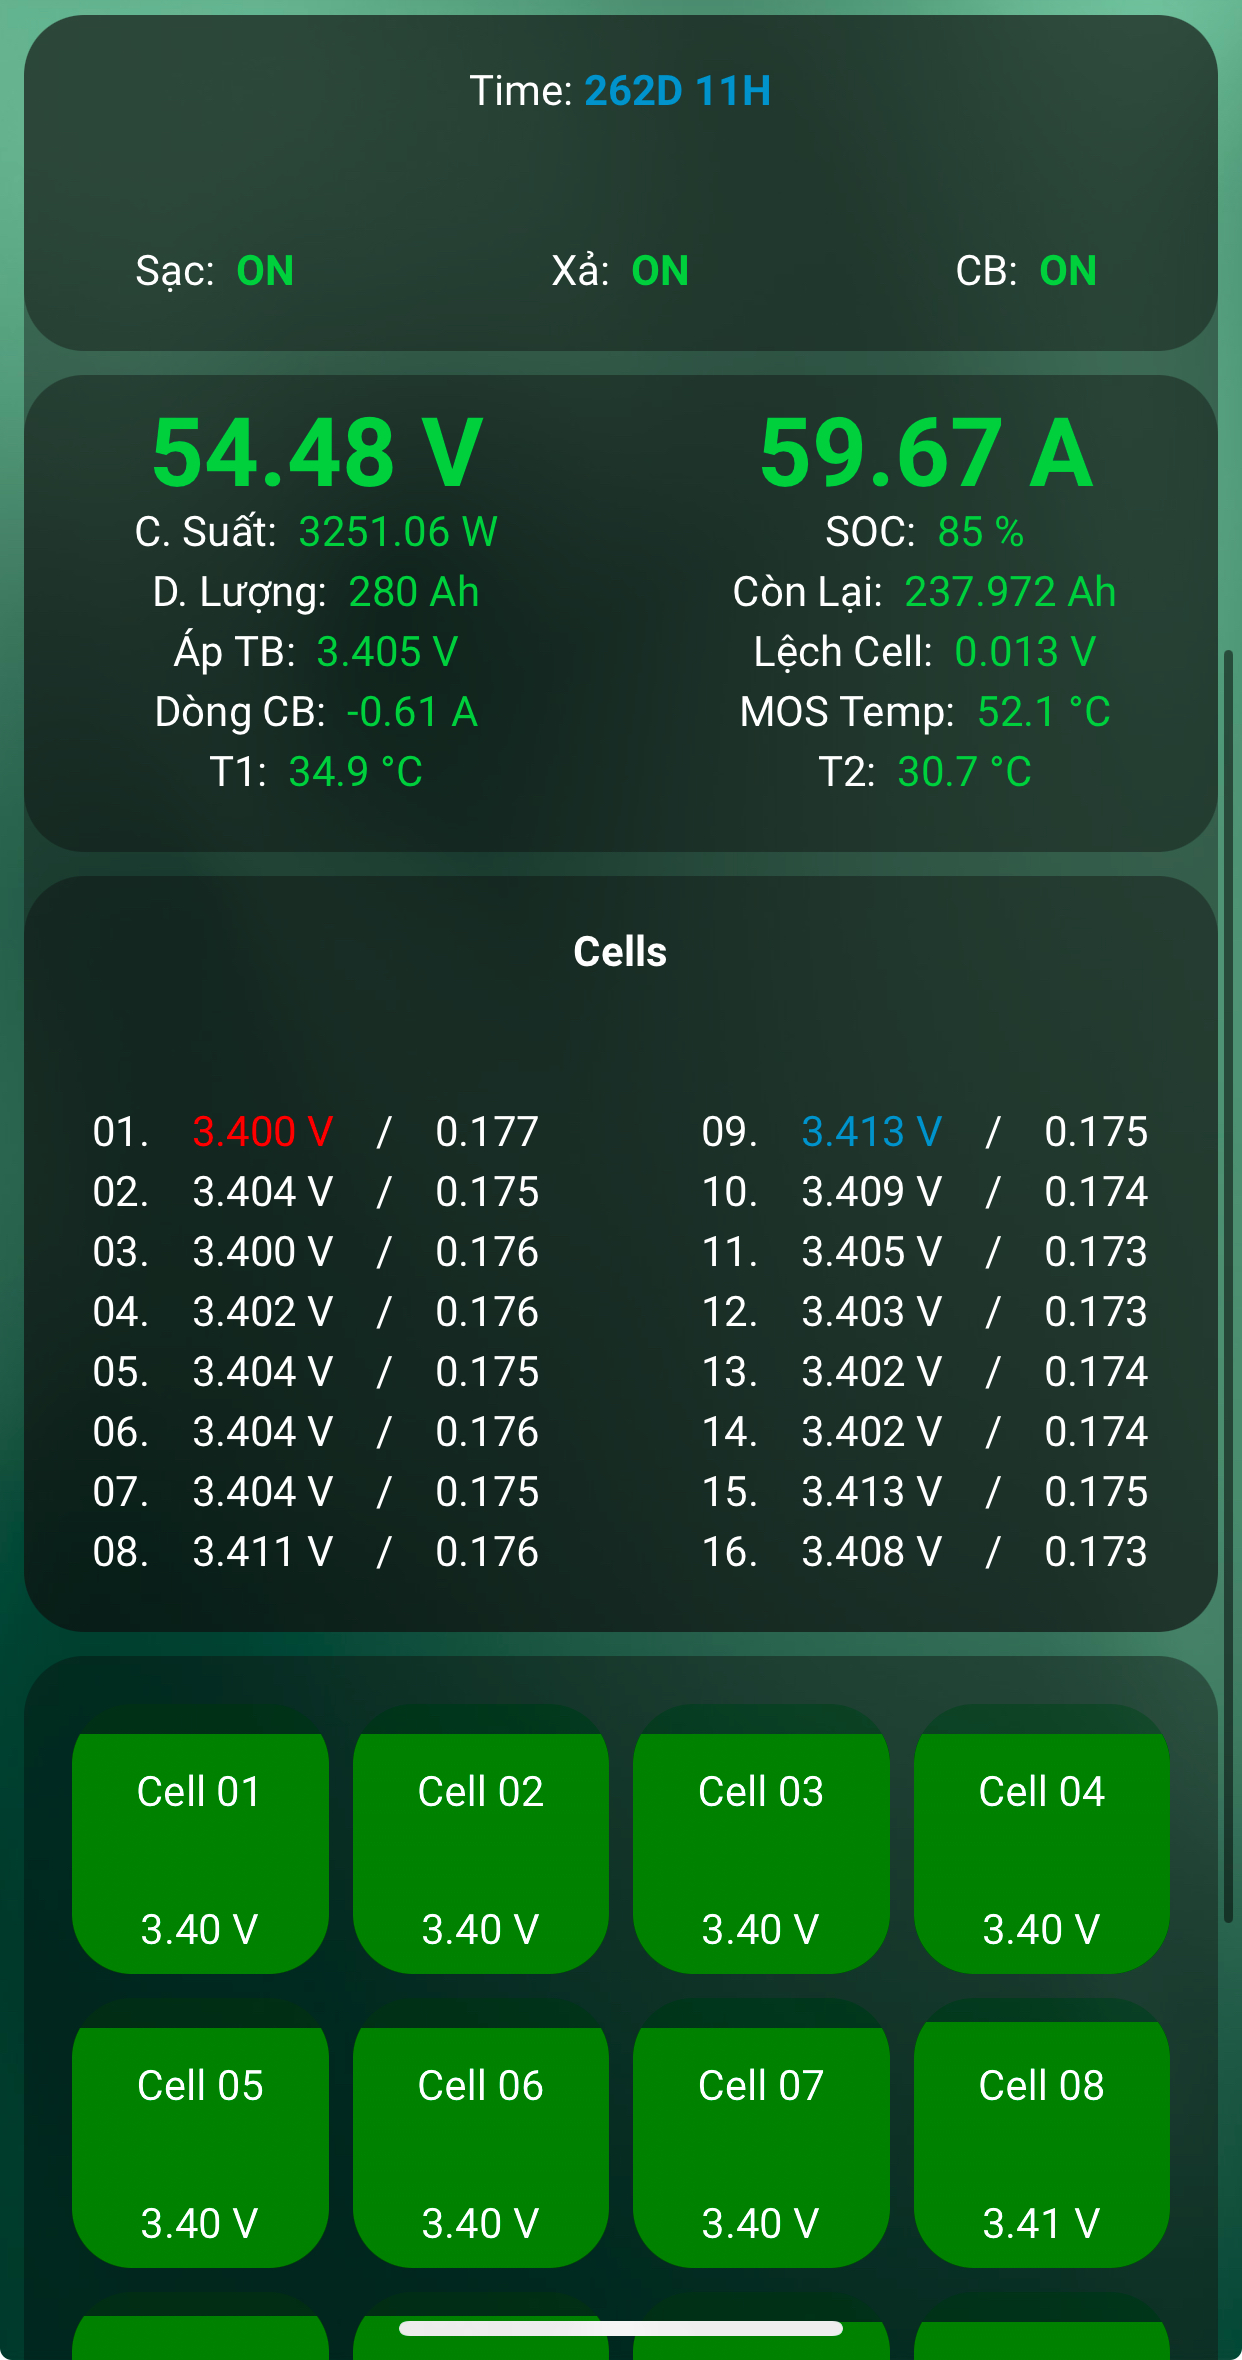 Time: 262D 11H
Sạc: ON Xả: ON CB: ON
54.48 V 59.67 A
C. Suất: 3251.06 W SOC: 85 %
D. Lượng: 280 Ah Còn Lại: 237.972 Ah
Áp TB: 3.405 V Lệch Cell: 0.013 V
Dòng CB: -0.61 A MOS Temp: 52.1 °C
T1: 34.9 °C T2: 30.7 °C
Cells
01. 3.400 V / 0.177 09. 3.413 V / 0.175
02. 3.404 V / 0.175 10. 3.409 V / 0.174
03. 3.400 V / 0.176 11. 3.405 V / 0.173
04. 3.402 V / 0.176 12. 3.403 V / 0.173
05. 3.404 V / 0.175 13. 3.402 V / 0.174
06. 3.404 V / 0.176 14. 3.402 V / 0.174
07. 3.404 V / 0.175 15. 3.413 V / 0.175
08. 3.411 V / 0.176 16. 3.408 V / 0.173
Cell 01 Cell 02 Cell 03 Cell 04
3.40 V 3.40 V 3.40 V 3.40 V
Cell 05 Cell 06 Cell 07 Cell 08
3.40 V 3.40 V 3.40 V 3.41 V